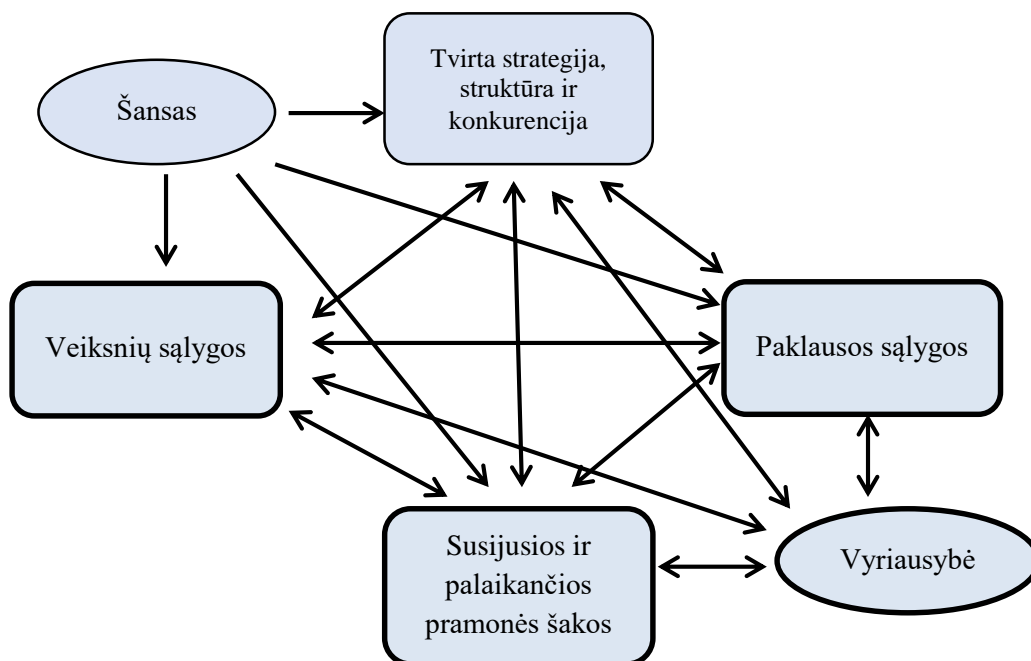 Tvirta strategija,
struktūra ir
konkurencija
Šansas
Veiksnių sąlygos
Paklausos sąlygos
Susijusios ir
palaikančios
pramonės šakos
Vyriausybė